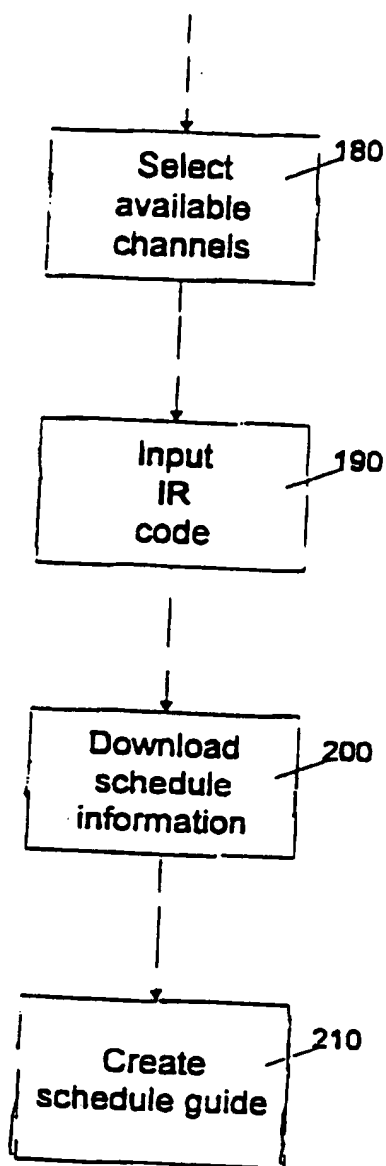 180
Select
available
channels
190
Input
IR
code
200
Download
schedule
information
210
Create
schedule guide